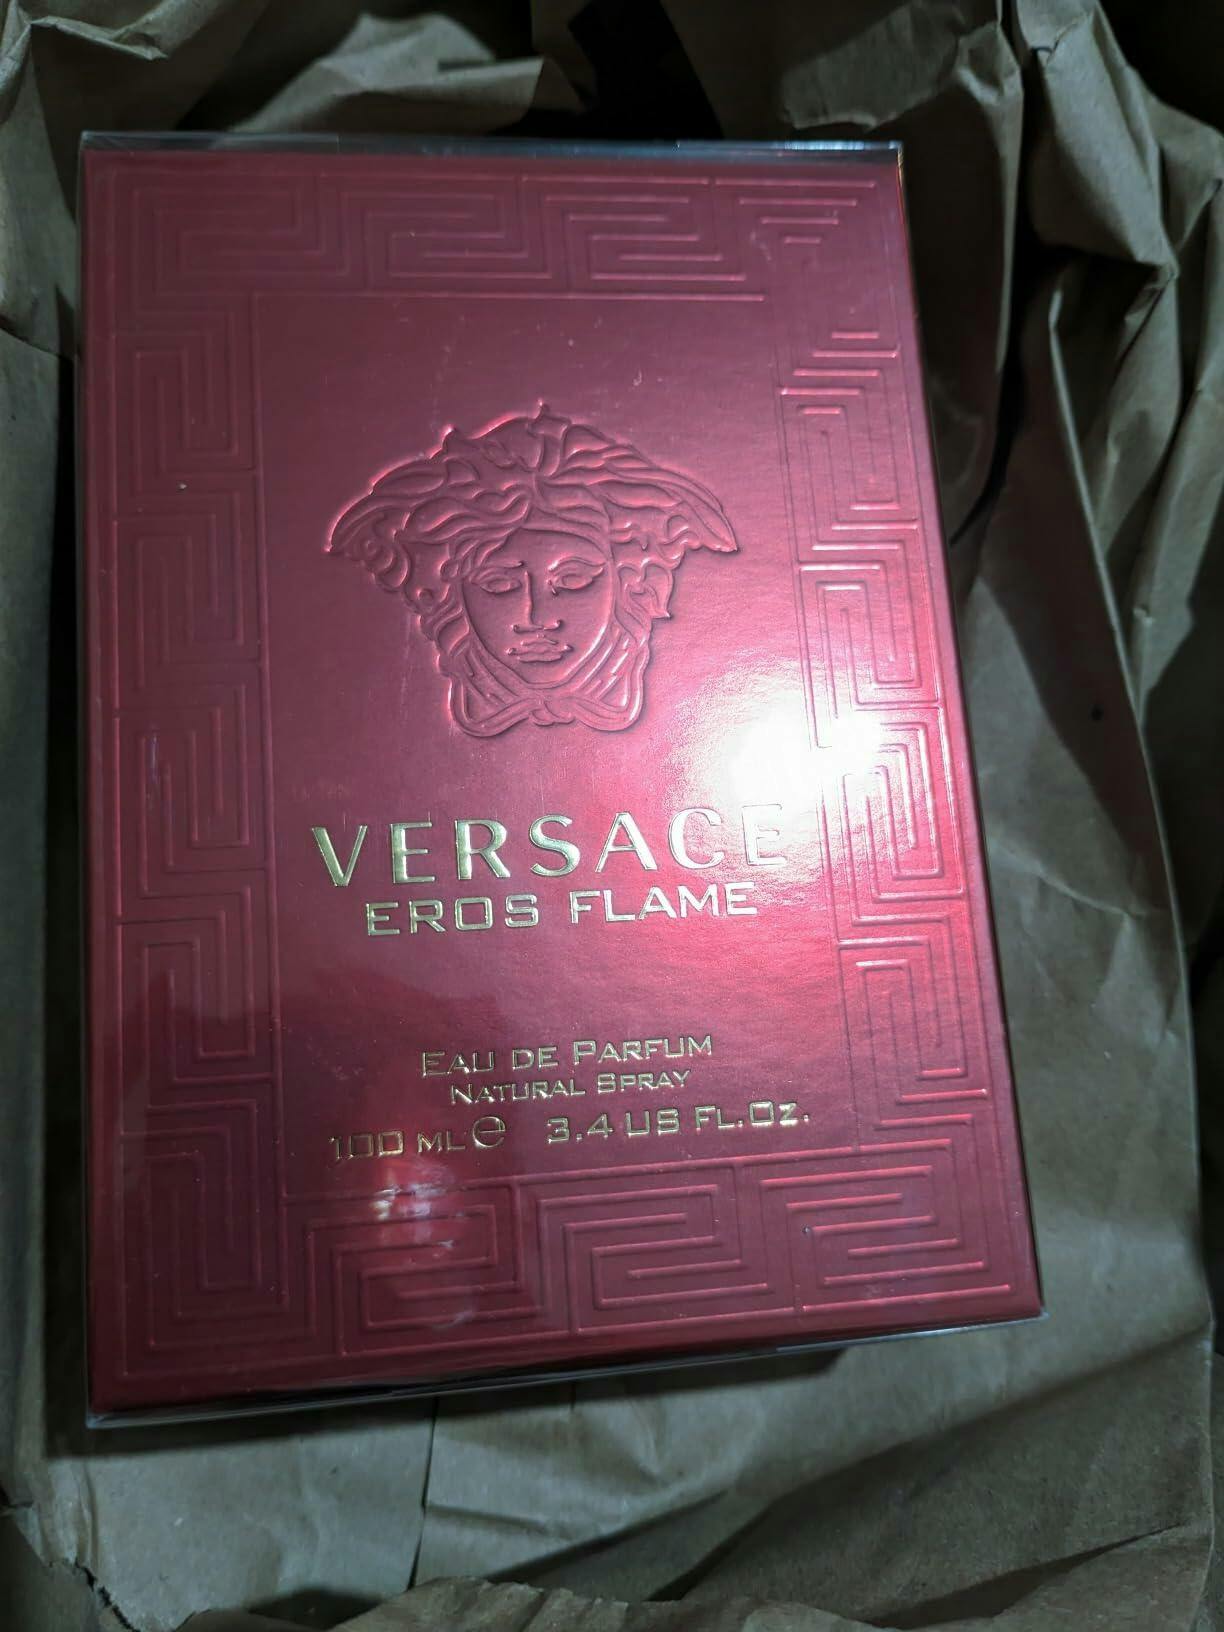 VERSACE
EROS FLAME
EAU DE PARFUM
NATURAL SPRAY
100 ML ℮ 3.4 US FL.OZ.